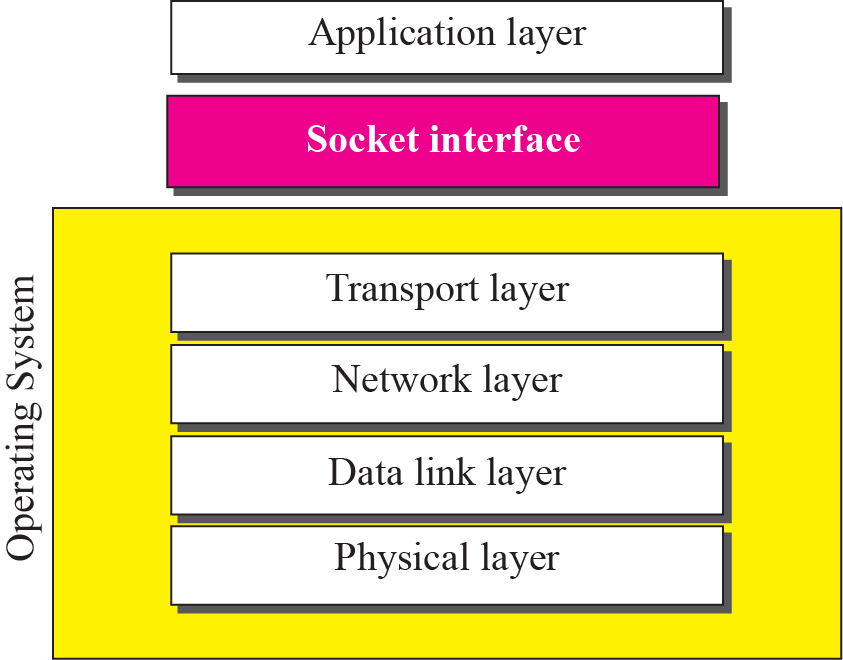 Application layer
Socket interface
Operating System
Transport layer
Network layer
Data link layer
Physical layer